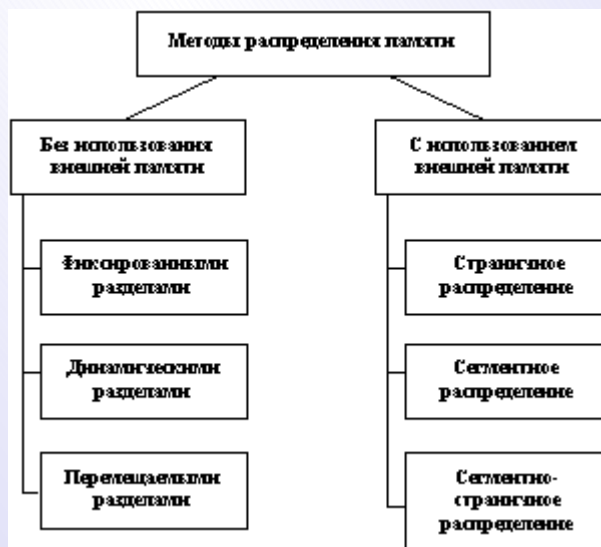 Методы распределения памяти
Без использования
внешней памяти
Фиксированными
разделами
Динамическими
разделами
Перемещаемыми
разделами
С использованием
внешней памяти
Страничное
распределение
Сегментное
распределение
Сегментно-
страничное
распределение